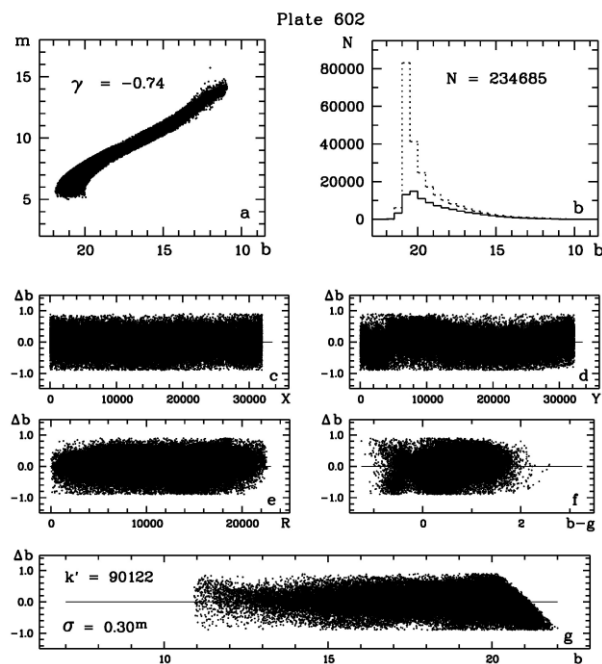 Plate 602
m
γ = −0.74
15
10
5
a
20 15 10 b
N
N = 234685
80000
60000
40000
20000
0
b
20 15 10 b
Δb
1.0
0.0
-1.0
c
0 10000 20000 30000 X
Δb
1.0
0.0
-1.0
d
0 10000 20000 30000 Y
Δb
1.0
0.0
-1.0
e
0 10000 20000 R
Δb
1.0
0.0
-1.0
f
0 2 b-g
Δb
1.0
k' = 90122
0.0
σ = 0.30m
-1.0
g
10 15 20 b